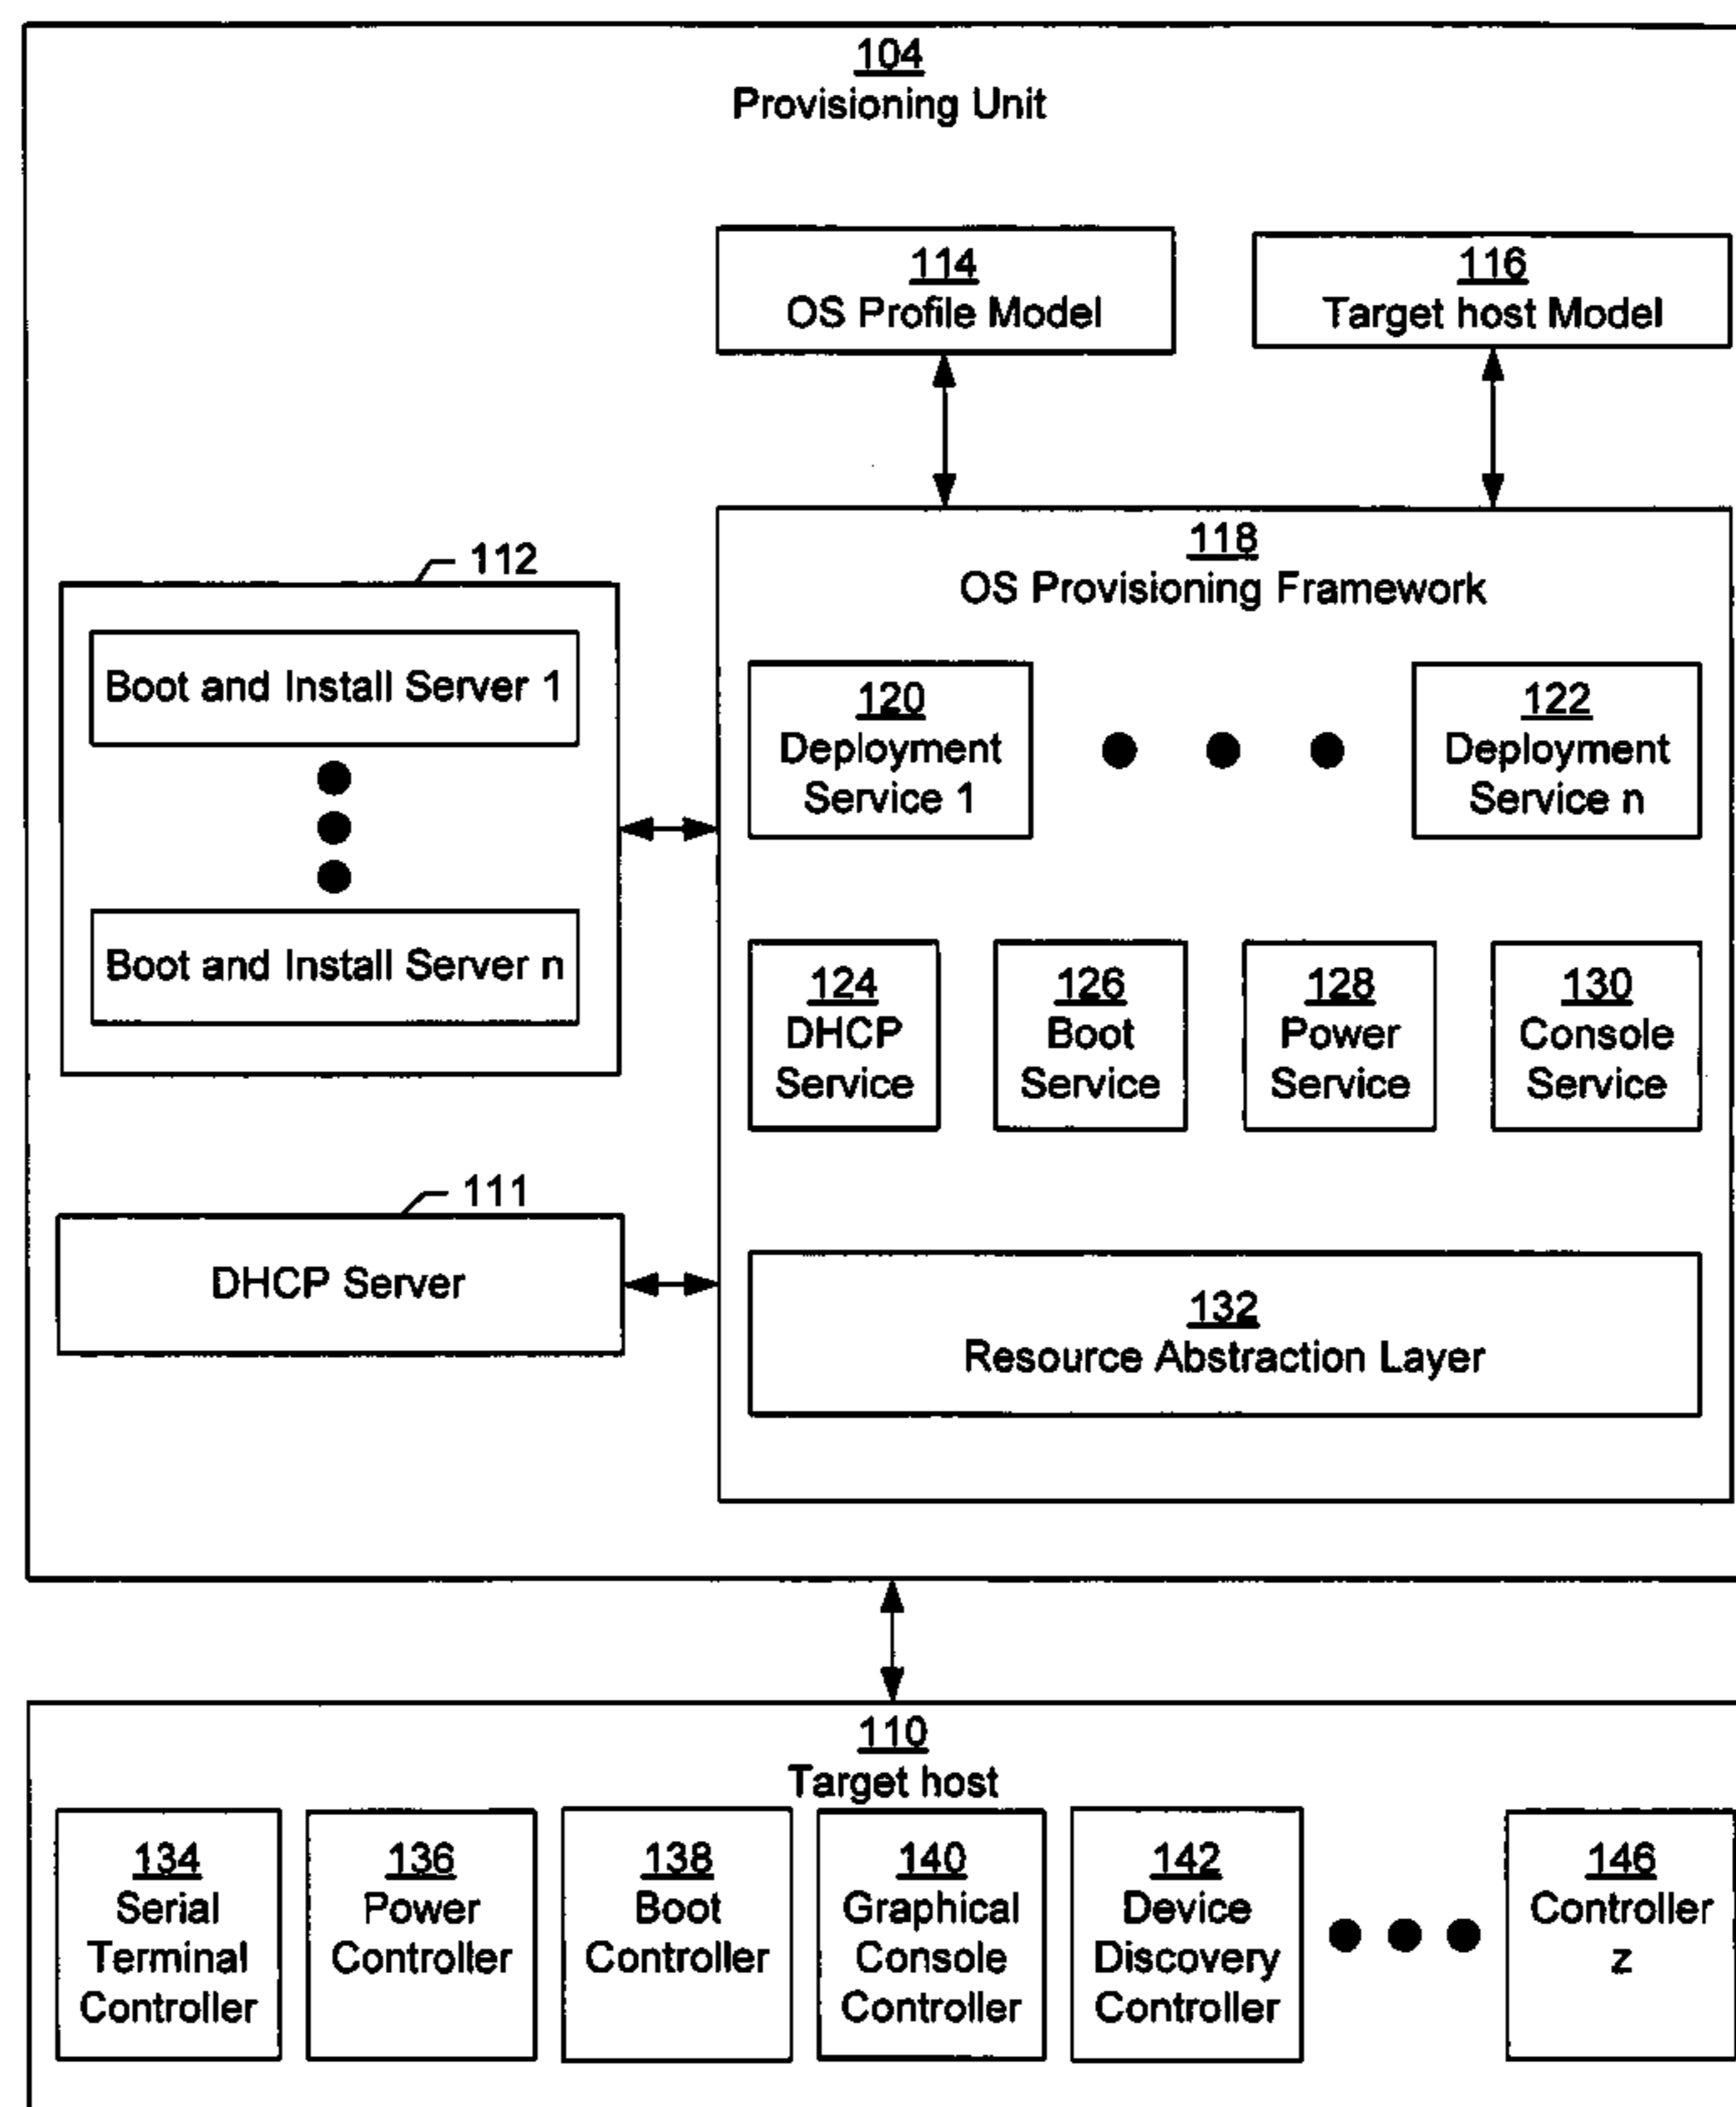 104
Provisioning Unit
114
OS Profile Model
116
Target host Model
112
Boot and Install Server 1
Boot and Install Server n
118
OS Provisioning Framework
120
Deployment
Service 1
122
Deployment
Service n
124
DHCP
Service
126
Boot
Service
128
Power
Service
130
Console
Service
111
DHCP Server
132
Resource Abstraction Layer
110
Target host
134
Serial
Terminal
Controller
136
Power
Controller
138
Boot
Controller
140
Graphical
Console
Controller
142
Device
Discovery
Controller
146
Controller
z